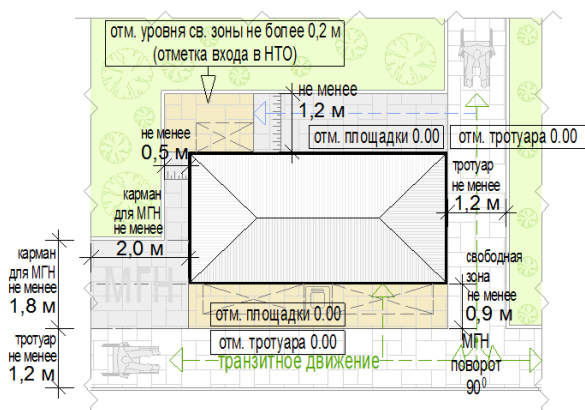 отм. уровня св. зоны не более 0,2 м
(отметка входа в НТО)
не менее
1,2 м
отм. площадки 0.00
отм. тротуара 0.00
не менее
0,5 м
тротуар
не менее
1,2 м
карман
для МГН
не менее
2,0 м
МГН
карман
для МГН
не менее
1,8 м
свободная
зона
не менее
0,9 м
отм. площадки 0.00
отм. тротуара 0.00
тротуар
не менее
1,2 м
транзитное движение
МГН
поворот
90⁰